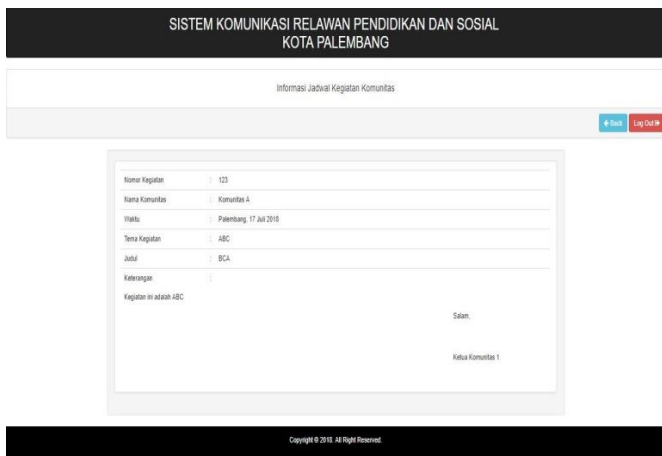 SISTEM KOMUNIKASI RELAWAN PENDIDIKAN DAN SOSIAL
KOTA PALEMBANG
Informasi Jadwal Kegiatan Komunitas
Back Log Out
Nomor Kegiatan : 123
Nama Komunitas : Komunitas A
Waktu : Palembang, 17 Juli 2018
Tema Kegiatan : ABC
Judul : BCA
Keterangan :
Kegiatan ini adalah ABC
Salam,
Ketua Komunitas 1
Copyright © 2018. All Right Reserved.